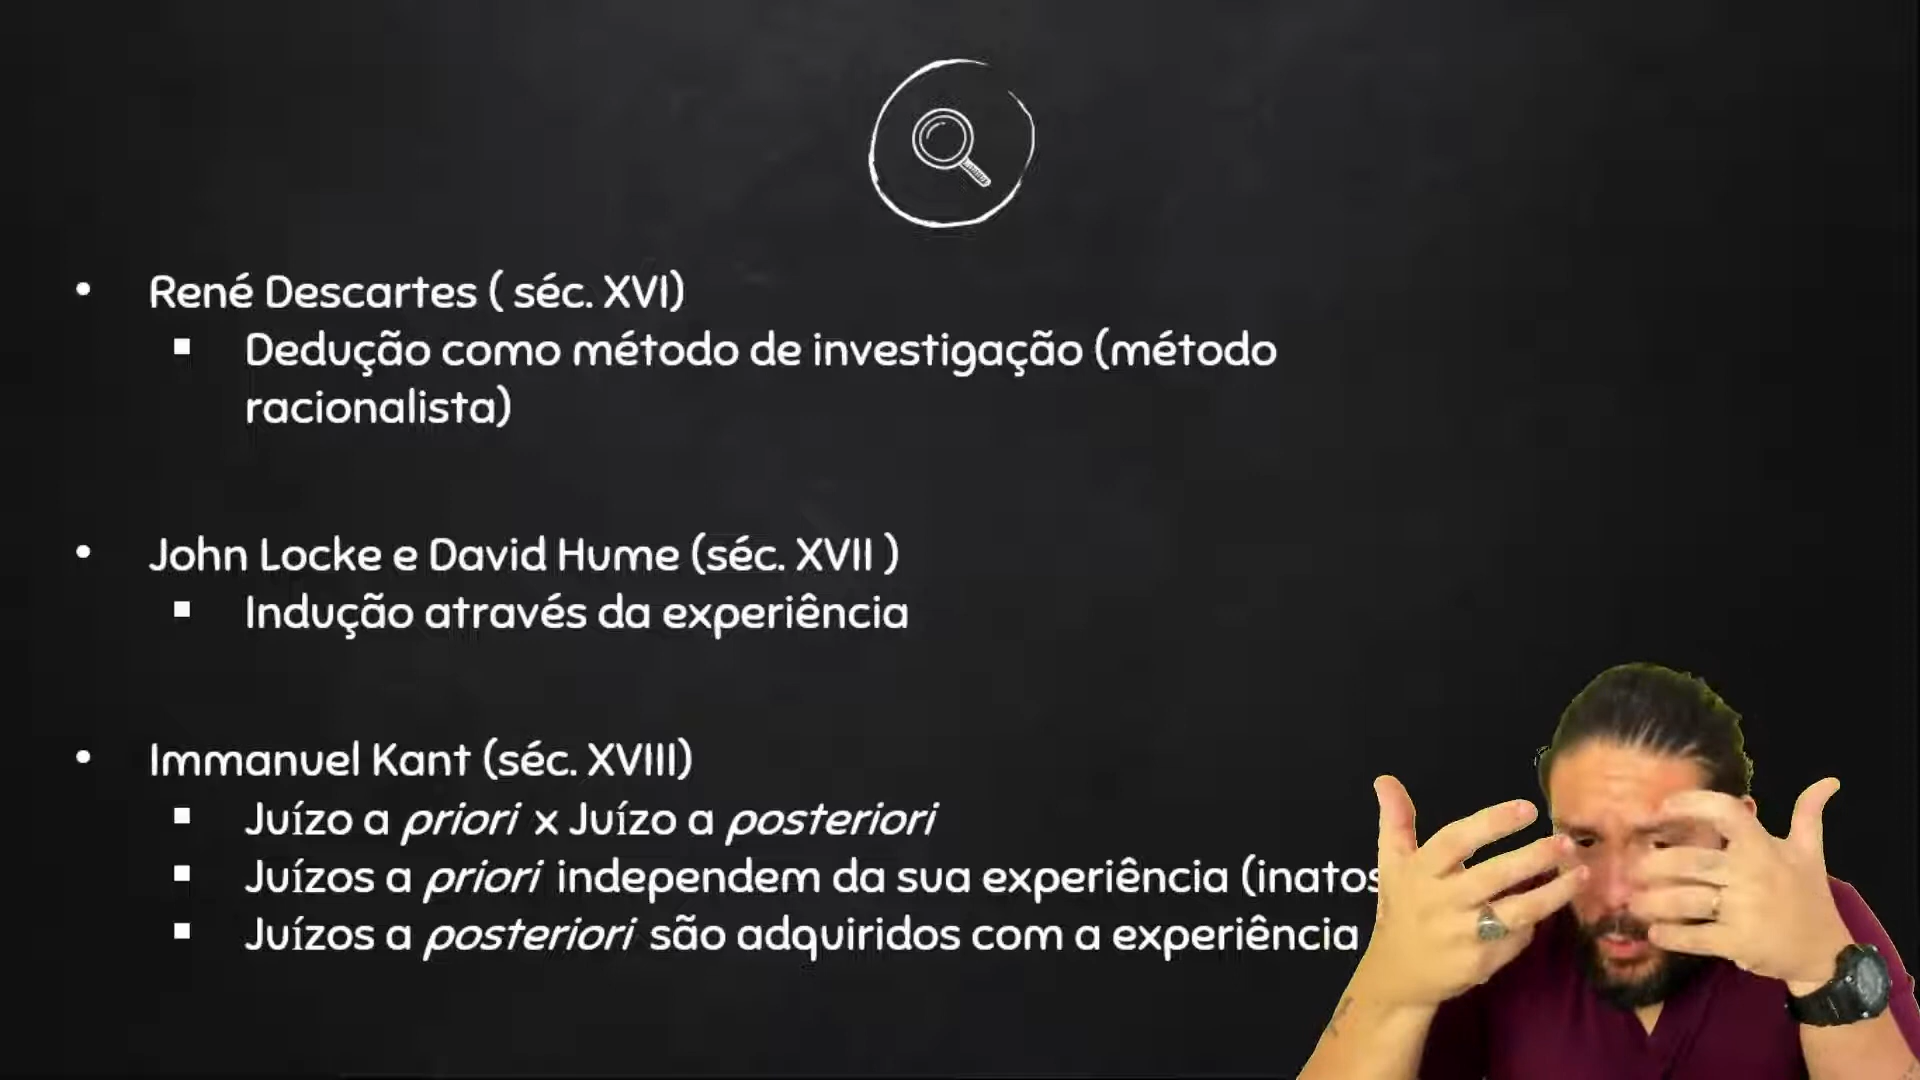 René Descartes ( séc. XVI)
Dedução como método de investigação (método
racionalista)
John Locke e David Hume (séc. XVII )
Indução através da experiência
Immanuel Kant (séc. XVIII)
Juízo a priori x Juízo a posteriori
Juízos a priori independem da sua experiência (inatos
Juízos a posteriori são adquiridos com a experiência